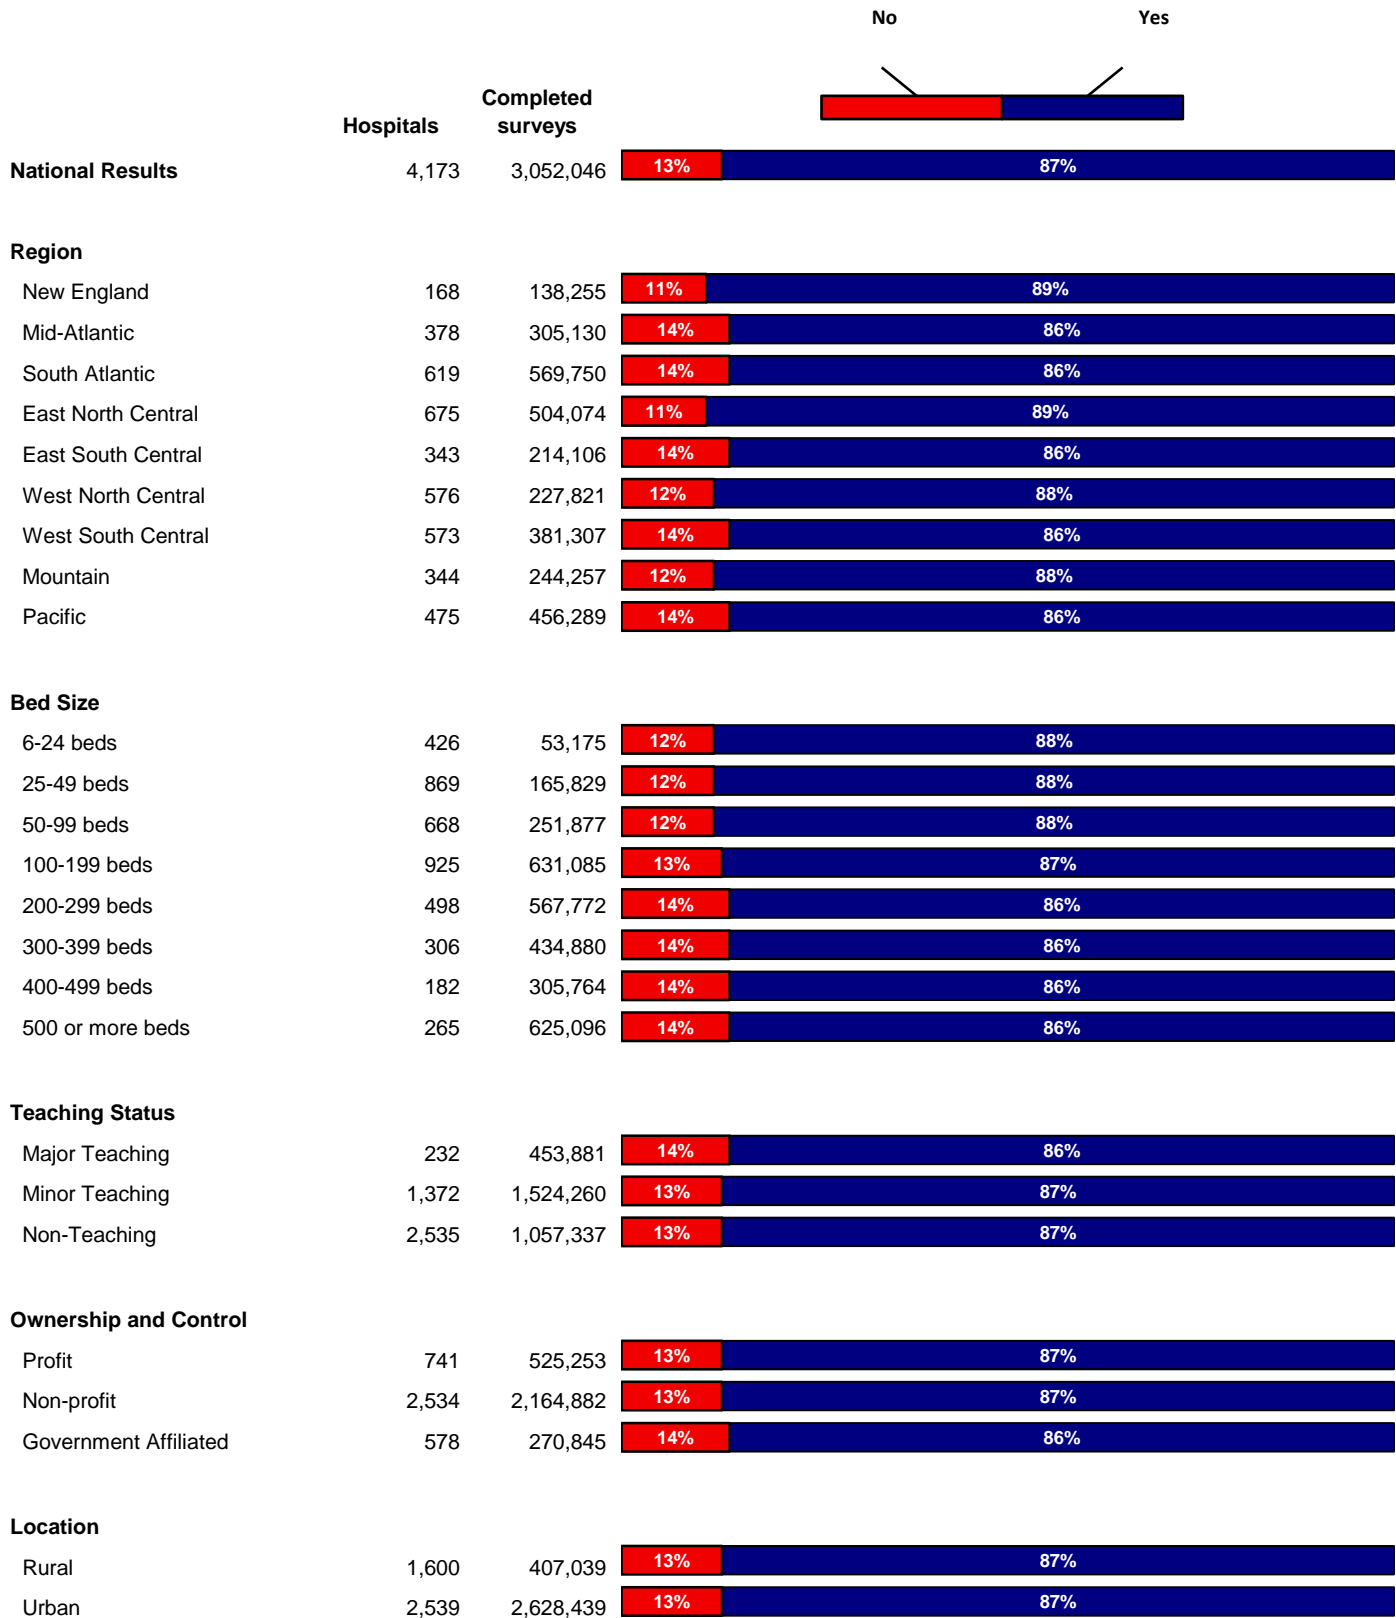 No Yes
Completed
Hospitals surveys
National Results 4,173 3,052,046 13% 87%
Region
New England 168 138,255 11% 89%
Mid-Atlantic 378 305,130 14% 86%
South Atlantic 619 569,750 14% 86%
East North Central 675 504,074 11% 89%
East South Central 343 214,106 14% 86%
West North Central 576 227,821 12% 88%
West South Central 573 381,307 14% 86%
Mountain 344 244,257 12% 88%
Pacific 475 456,289 14% 86%
Bed Size
6-24 beds 426 53,175 12% 88%
25-49 beds 869 165,829 12% 88%
50-99 beds 668 251,877 12% 88%
100-199 beds 925 631,085 13% 87%
200-299 beds 498 567,772 14% 86%
300-399 beds 306 434,880 14% 86%
400-499 beds 182 305,764 14% 86%
500 or more beds 265 625,096 14% 86%
Teaching Status
Major Teaching 232 453,881 14% 86%
Minor Teaching 1,372 1,524,260 13% 87%
Non-Teaching 2,535 1,057,337 13% 87%
Ownership and Control
Profit 741 525,253 13% 87%
Non-profit 2,534 2,164,882 13% 87%
Government Affiliated 578 270,845 14% 86%
Location
Rural 1,600 407,039 13% 87%
Urban 2,539 2,628,439 13% 87%